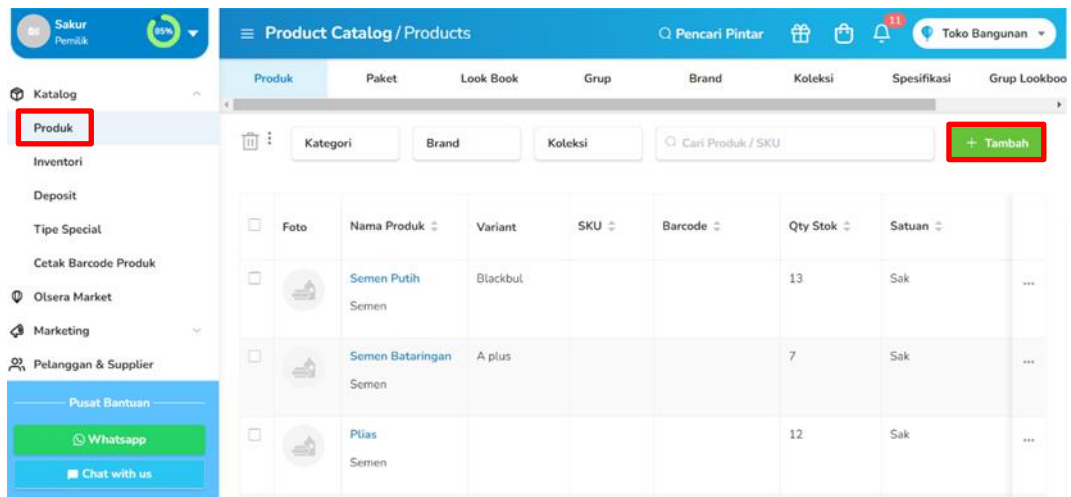 Sakur
Pemilik
85%
Product Catalog / Products
Pencari Pintar
11
Toko Bangunan
Katalog
Produk
Inventori
Deposit
Tipe Special
Cetak Barcode Produk
Olsera Market
Marketing
Pelanggan & Supplier
Pusat Bantuan
Whatsapp
Chat with us
Produk Paket Look Book Grup Brand Koleksi Spesifikasi Grup Lookboo
Kategori Brand Koleksi Cari Produk / SKU + Tambah
Foto Nama Produk Variant SKU Barcode Qty Stok Satuan
Semen Putih Blackbul 13 Sak ...
Semen
Semen Bataringan A plus 7 Sak ...
Semen
Plias 12 Sak ...
Semen